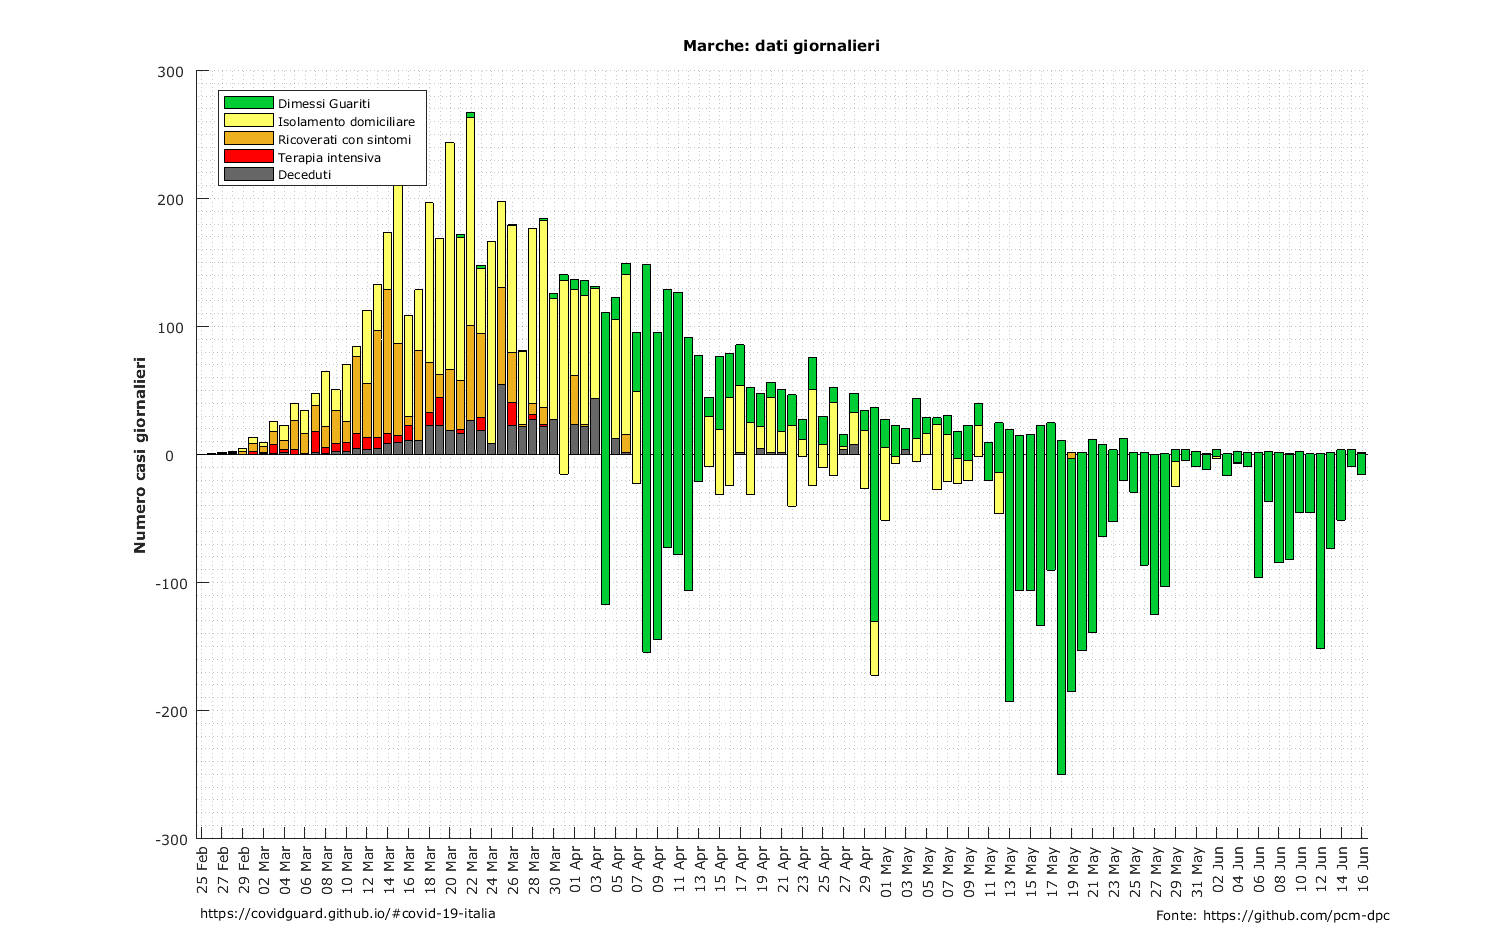 Marche: dati giornalieri
300
200
100
0
-100
-200
-300
Numero casi giornalieri
Dimessi Guariti
Isolamento domiciliare
Ricoverati con sintomi
Terapia intensiva
Deceduti
25 Feb
27 Feb
29 Feb
02 Mar
04 Mar
06 Mar
08 Mar
10 Mar
12 Mar
14 Mar
16 Mar
18 Mar
20 Mar
22 Mar
24 Mar
26 Mar
28 Mar
30 Mar
01 Apr
03 Apr
05 Apr
07 Apr
09 Apr
11 Apr
13 Apr
15 Apr
17 Apr
19 Apr
21 Apr
23 Apr
25 Apr
27 Apr
29 Apr
01 May
03 May
05 May
07 May
09 May
11 May
13 May
15 May
17 May
19 May
21 May
23 May
25 May
27 May
29 May
31 May
02 Jun
04 Jun
06 Jun
08 Jun
10 Jun
12 Jun
14 Jun
16 Jun
https://covidguard.github.io/#covid-19-italia
Fonte: https://github.com/pcm-dpc